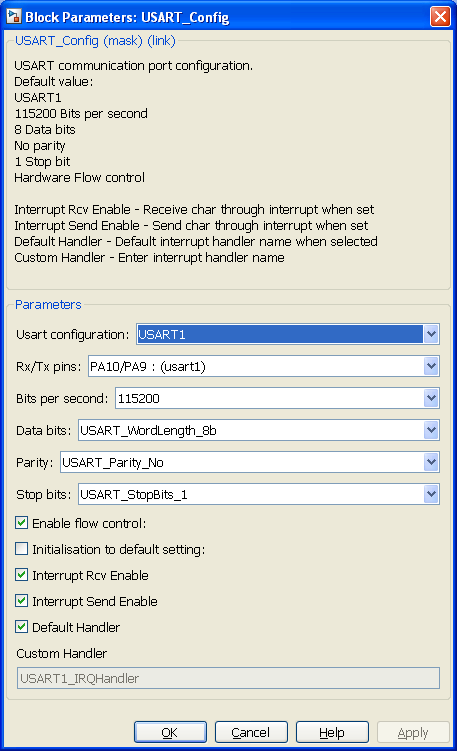 Block Parameters: USART_Config
USART_Config (mask) (link)
USART communication port configuration.
Default value:
USART1
115200 Bits per second
8 Data bits
No parity
1 Stop bit
Hardware Flow control
Interrupt Rcv Enable - Receive char through interrupt when set
Interrupt Send Enable - Send char through interrupt when set
Default Handler - Default interrupt handler name when selected
Custom Handler - Enter interrupt handler name
Parameters
Usart configuration: USART1
Rx/Tx pins: PA10/PA9 : (usart1)
Bits per second: 115200
Data bits: USART_WordLength_8b
Parity: USART_Parity_No
Stop bits: USART_StopBits_1
Enable flow control:
Initialisation to default setting:
Interrupt Rcv Enable
Interrupt Send Enable
Default Handler
Custom Handler
USART1_IRQHandler
OK Cancel Help Apply